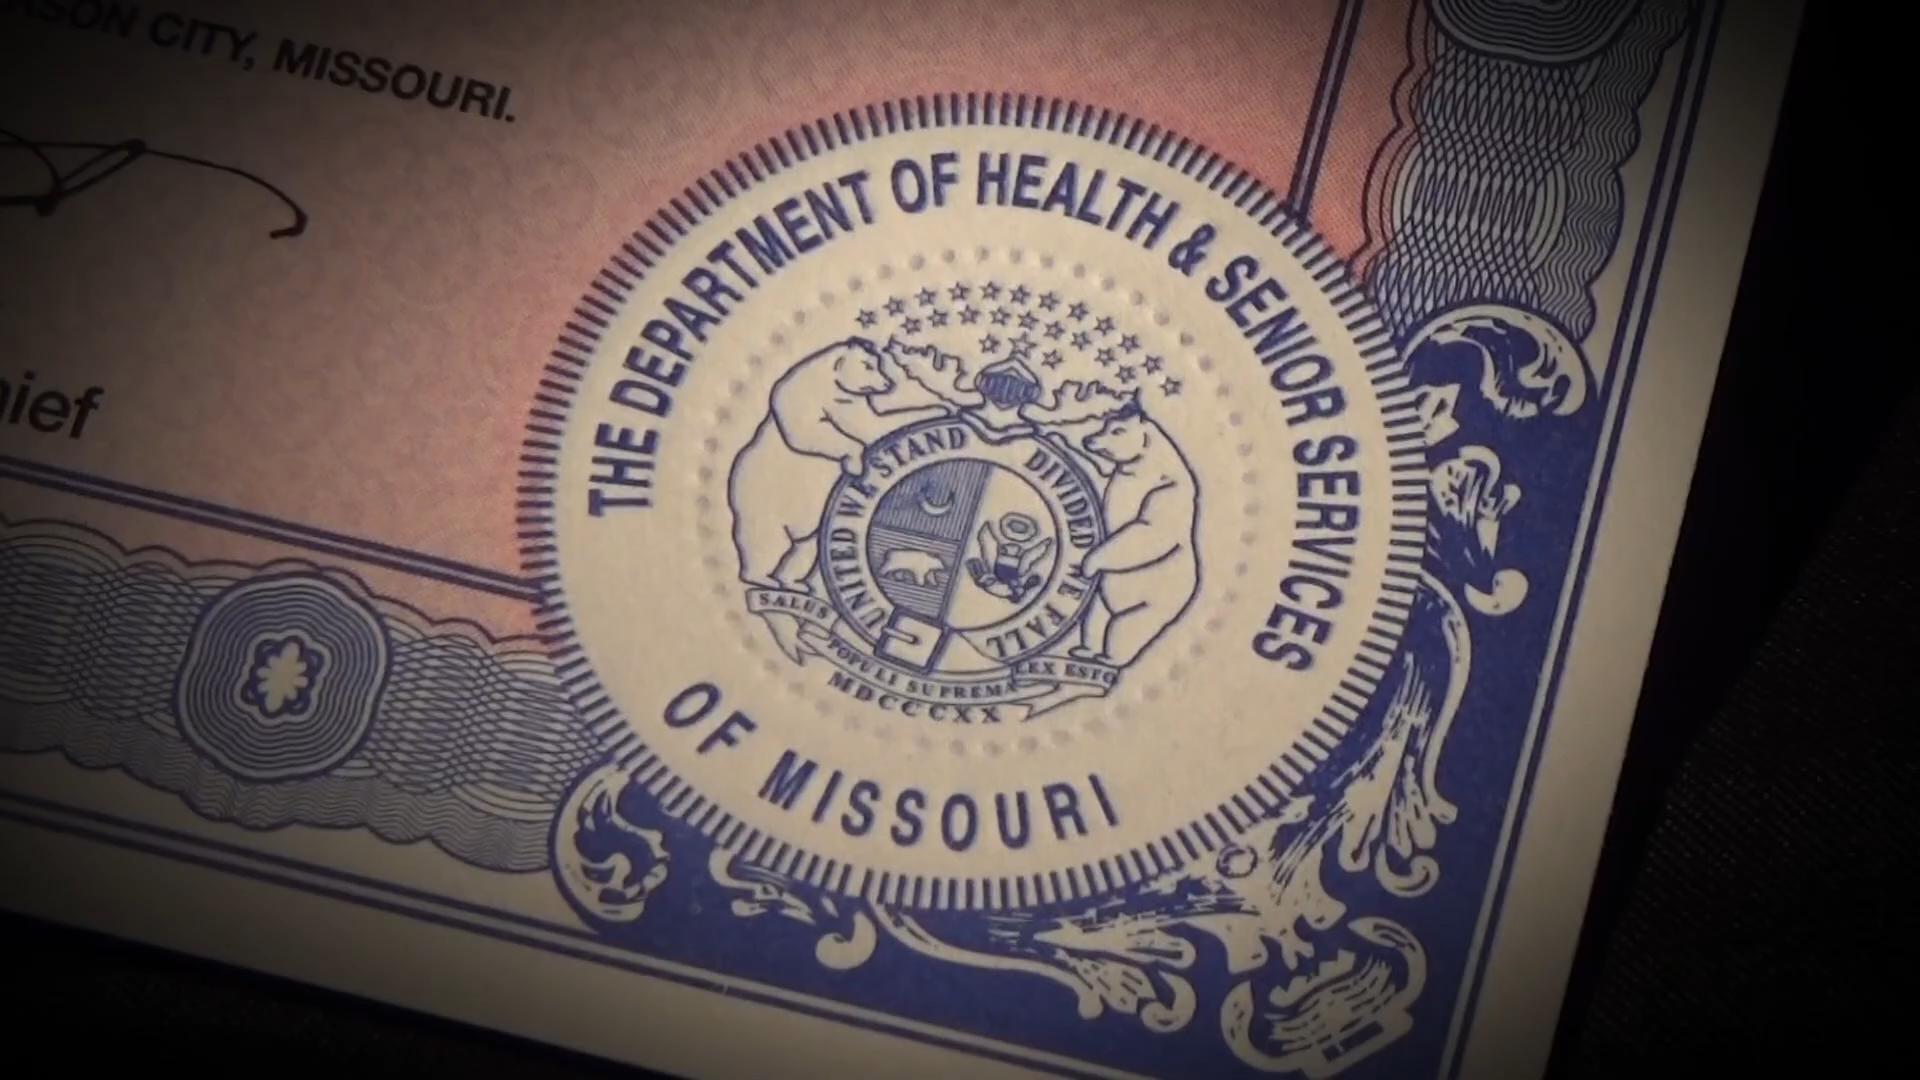 RSON CITY, MISSOURI.
hief
THE DEPARTMENT OF HEALTH & SENIOR SERVICES
OF MISSOURI
UNITED WE STAND DIVIDED WE FALL
SALUS POPULI SUPREMA LEX ESTO
MDCCCXX